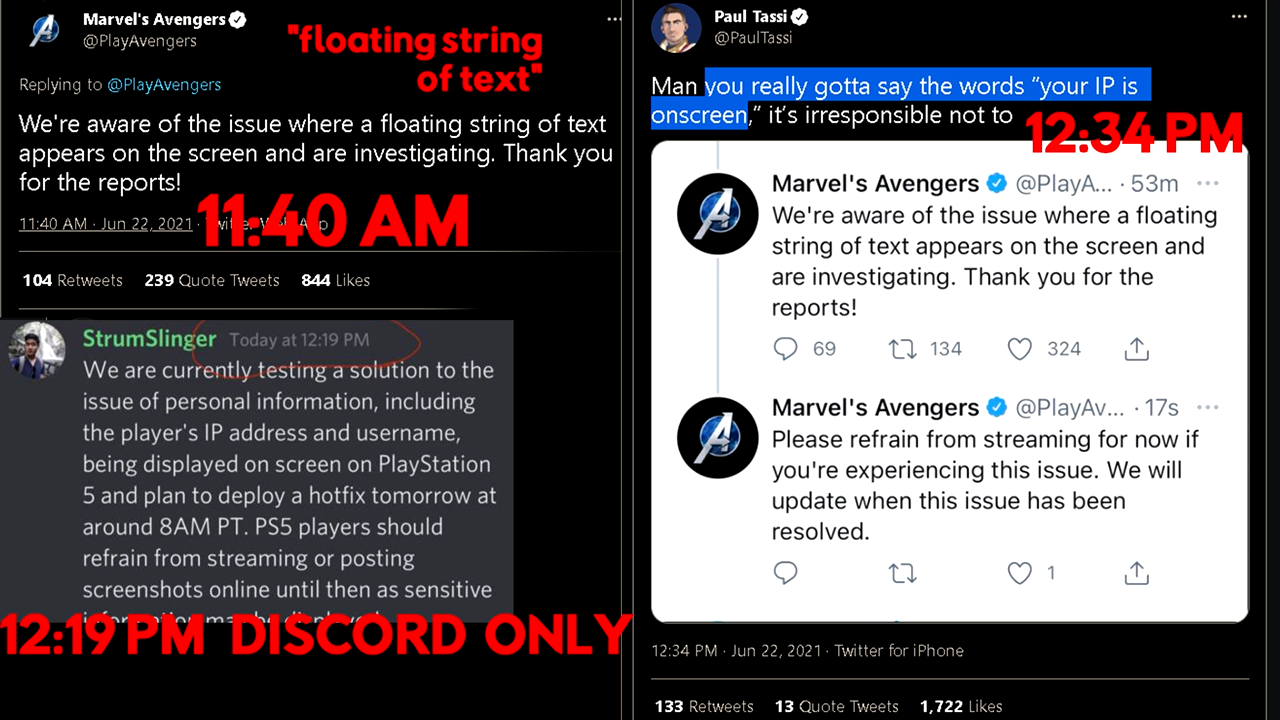 Marvel's Avengers
@PlayAvengers
"floating string
of text"
Replying to @PlayAvengers
We're aware of the issue where a floating string of text
appears on the screen and are investigating. Thank you
for the reports!
11:40 AM · Jun 22, 2021 · Twitter Web App
11:40 AM
104 Retweets 239 Quote Tweets 844 Likes
StrumSlinger Today at 12:19 PM
We are currently testing a solution to the
issue of personal information, including
the player's IP address and username,
being displayed on screen on PlayStation
5 and plan to deploy a hotfix tomorrow at
around 8AM PT. PS5 players should
refrain from streaming or posting
screenshots online until then as sensitive
information may be displayed
12:19 PM DISCORD ONLY
Paul Tassi
@PaulTassi
Man you really gotta say the words “your IP is
onscreen,” it’s irresponsible not to
12:34 PM
Marvel's Avengers @PlayA... · 53m
We're aware of the issue where a floating
string of text appears on the screen and
are investigating. Thank you for the
reports!
69 134 324
Marvel's Avengers @PlayAv... · 17s
Please refrain from streaming for now if
you're experiencing this issue. We will
update when this issue has been
resolved.
1
12:34 PM · Jun 22, 2021 · Twitter for iPhone
133 Retweets 13 Quote Tweets 1,722 Likes